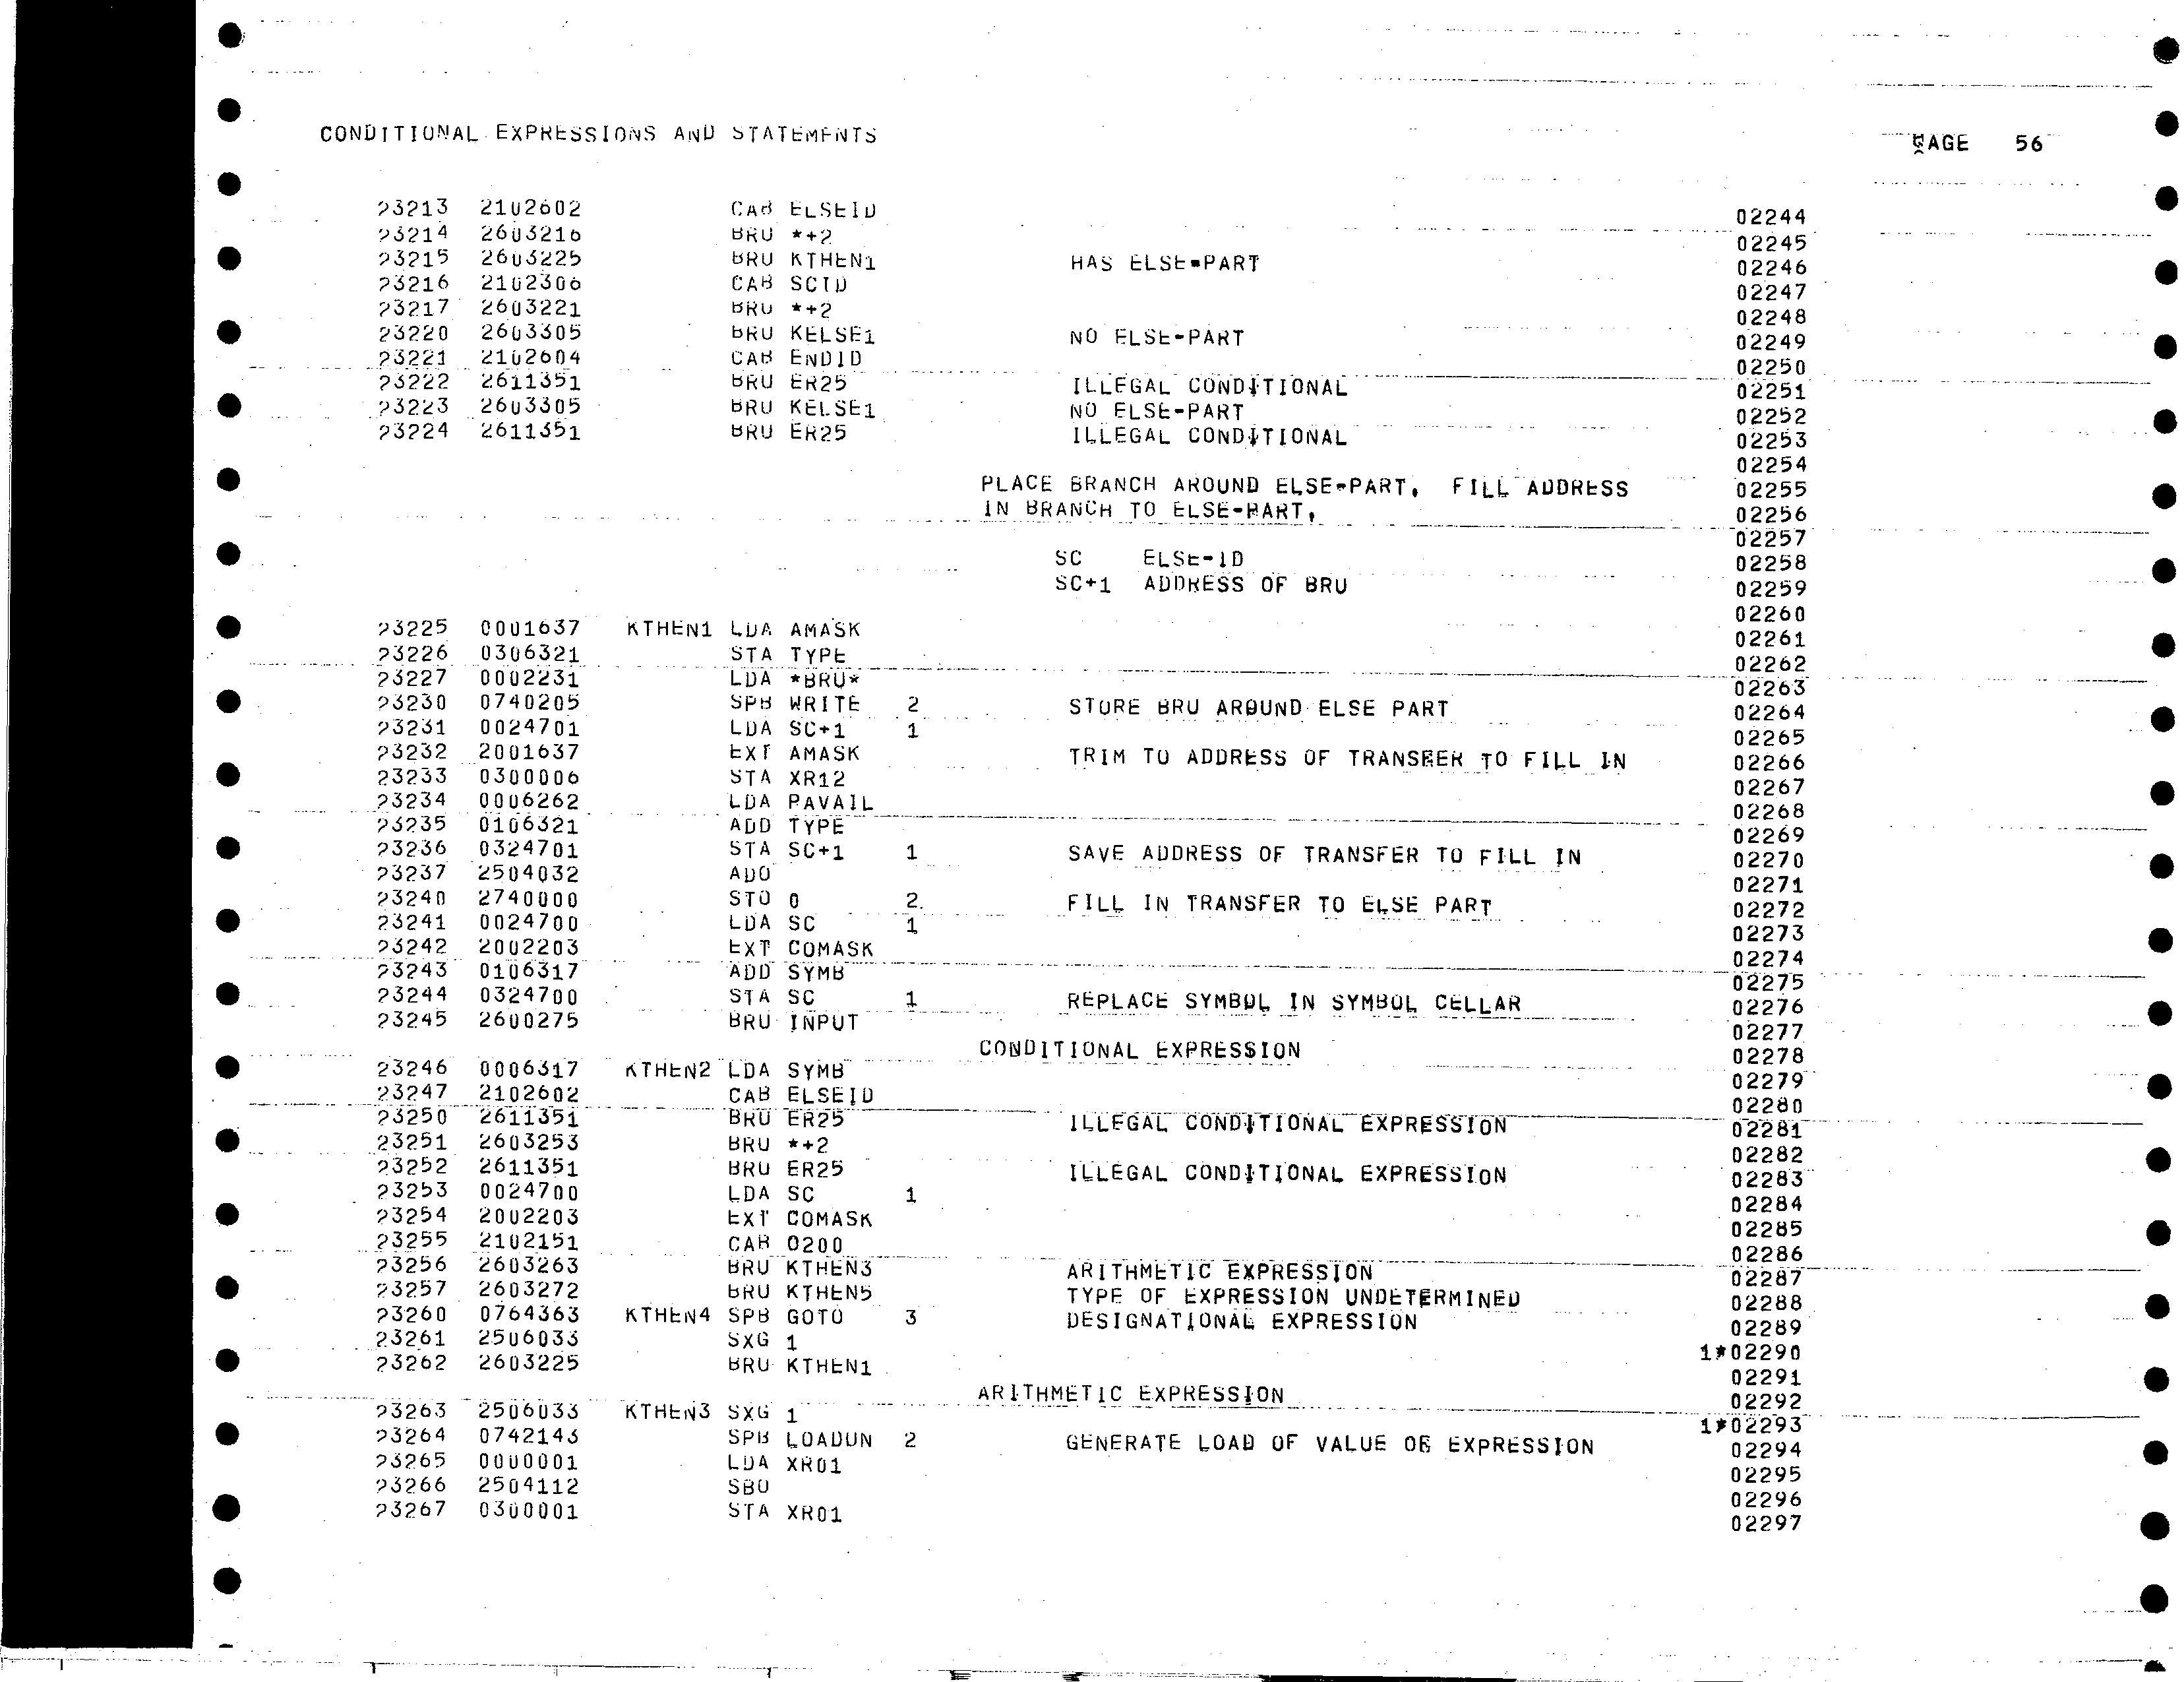 CONDITIONAL EXPRESSIONS AND STATEMENTS PAGE 56
23213 2102602 CAB ELSEID 02244
23214 2603216 BRU *+2 02245
23215 2603225 BRU KTHEN1 HAS ELSE-PART 02246
23216 2102306 CAB SCID 02247
23217 2603221 BRU *+2 02248
23220 2603305 BRU KELSE1 NO ELSE-PART 02249
23221 2102604 CAB ENDID 02250
23222 2611351 BRU ER25 ILLEGAL CONDITIONAL 02251
23223 2603305 BRU KELSE1 NO ELSE-PART 02252
23224 2611351 BRU ER25 ILLEGAL CONDITIONAL 02253
02254
PLACE BRANCH AROUND ELSE-PART. FILL ADDRESS 02255
IN BRANCH TO ELSE-PART. 02256
02257
SC ELSE-ID 02258
SC+1 ADDRESS OF BRU 02259
02260
23225 0001637 KTHEN1 LDA AMASK 02261
23226 0306321 STA TYPE 02262
23227 0002231 LDA *BRU* 02263
23230 0740205 SPB WRITE 2 STORE BRU AROUND ELSE PART 02264
23231 0024701 LDA SC+1 1 02265
23232 2001637 EXT AMASK TRIM TO ADDRESS OF TRANSFER TO FILL IN 02266
23233 0300006 STA XR12 02267
23234 0006262 LDA PAVAIL 02268
23235 0106321 ADD TYPE 02269
23236 0324701 STA SC+1 1 SAVE ADDRESS OF TRANSFER TO FILL IN 02270
23237 2504032 ADO 02271
23240 2740000 STO 0 2 FILL IN TRANSFER TO ELSE PART 02272
23241 0024700 LDA SC 1 02273
23242 2002203 EXT COMASK 02274
23243 0106317 ADD SYMB 02275
23244 0324700 STA SC 1 REPLACE SYMBOL IN SYMBOL CELLAR 02276
23245 2600275 BRU INPUT 02277
CONDITIONAL EXPRESSION 02278
23246 0006317 KTHEN2 LDA SYMB 02279
23247 2102602 CAB ELSEID 02280
23250 2611351 BRU ER25 ILLEGAL CONDITIONAL EXPRESSION 02281
23251 2603253 BRU *+2 02282
23252 2611351 BRU ER25 ILLEGAL CONDITIONAL EXPRESSION 02283
23253 0024700 LDA SC 1 02284
23254 2002203 EXT COMASK 02285
23255 2102151 CAB O200 02286
23256 2603263 BRU KTHEN3 ARITHMETIC EXPRESSION 02287
23257 2603272 BRU KTHEN5 TYPE OF EXPRESSION UNDETERMINED 02288
23260 0764363 KTHEN4 SPB GOTO 3 DESIGNATIONAL EXPRESSION 02289
23261 2506033 SXG 1 1*02290
23262 2603225 BRU KTHEN1 02291
ARITHMETIC EXPRESSION 02292
23263 2506033 KTHEN3 SXG 1 1*02293
23264 0742143 SPB LOADUN 2 GENERATE LOAD OF VALUE OF EXPRESSION 02294
23265 0000001 LDA XR01 02295
23266 2504112 SBO 02296
23267 0300001 STA XR01 02297